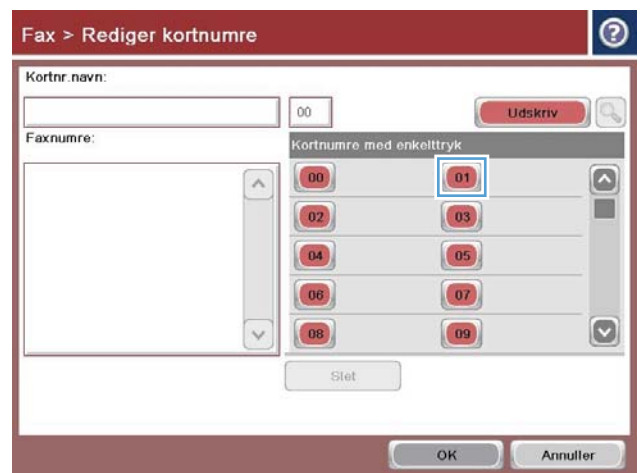 Fax > Rediger kortnumre
?
Kortnr.navn:
00
Udskriv
Faxnumre:
Kortnumre med enkelttryk
00 01
02 03
04 05
06 07
08 09
Slet
OK Annuller